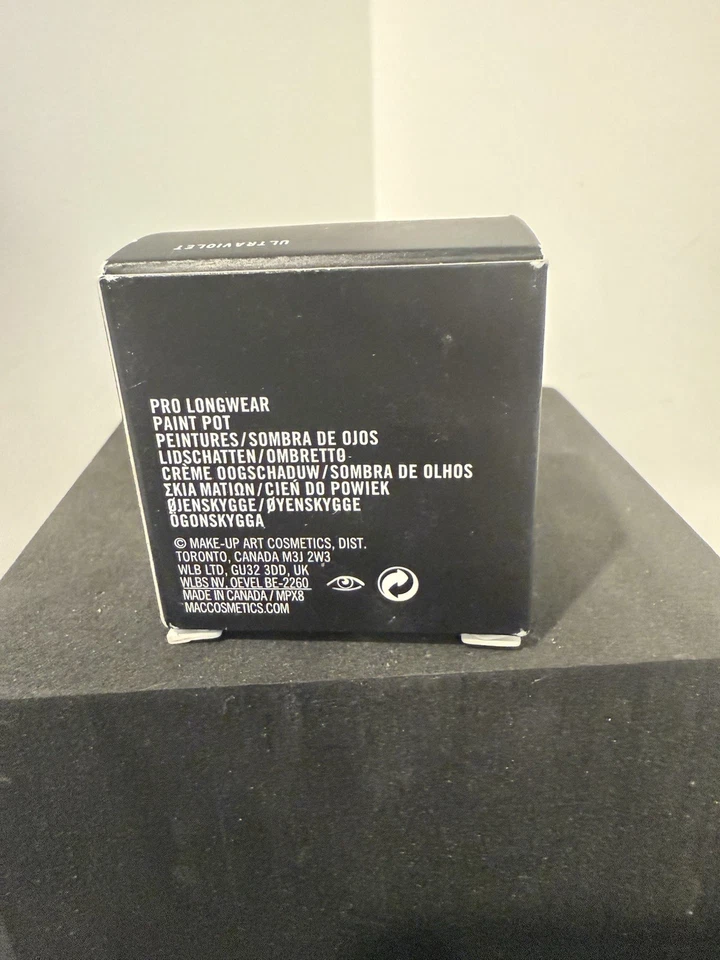 ULTRAVIOLET
PRO LONGWEAR
PAINT POT
PEINTURES/SOMBRA DE OJOS
LIDSCHATTEN/OMBRETTO
CRÈME OOGSCHADUW/SOMBRA DE OLHOS
ΣΚΙΑ ΜΑΤΙΩΝ/CIEŃ DO POWIEK
ØJENSKYGGE/ØYENSKYGGE
ÖGONSKYGGA
© MAKE-UP ART COSMETICS, DIST.
TORONTO, CANADA M3J 2W3
WLB LTD, GU32 3DD, UK
WLBS NV, OEVEL BE-2260
MADE IN CANADA / MPX8
MACCOSMETICS.COM